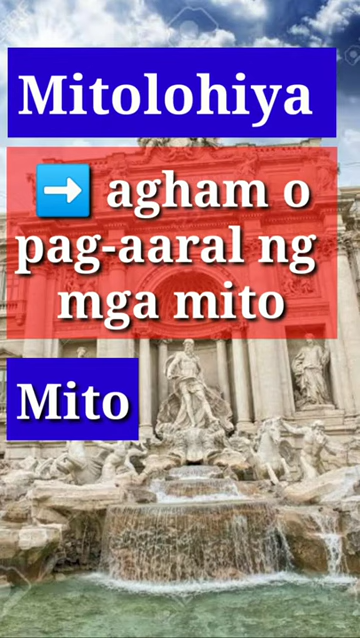 Mitolohiya
➡ agham o
pag-aaral ng
mga mito
Mito